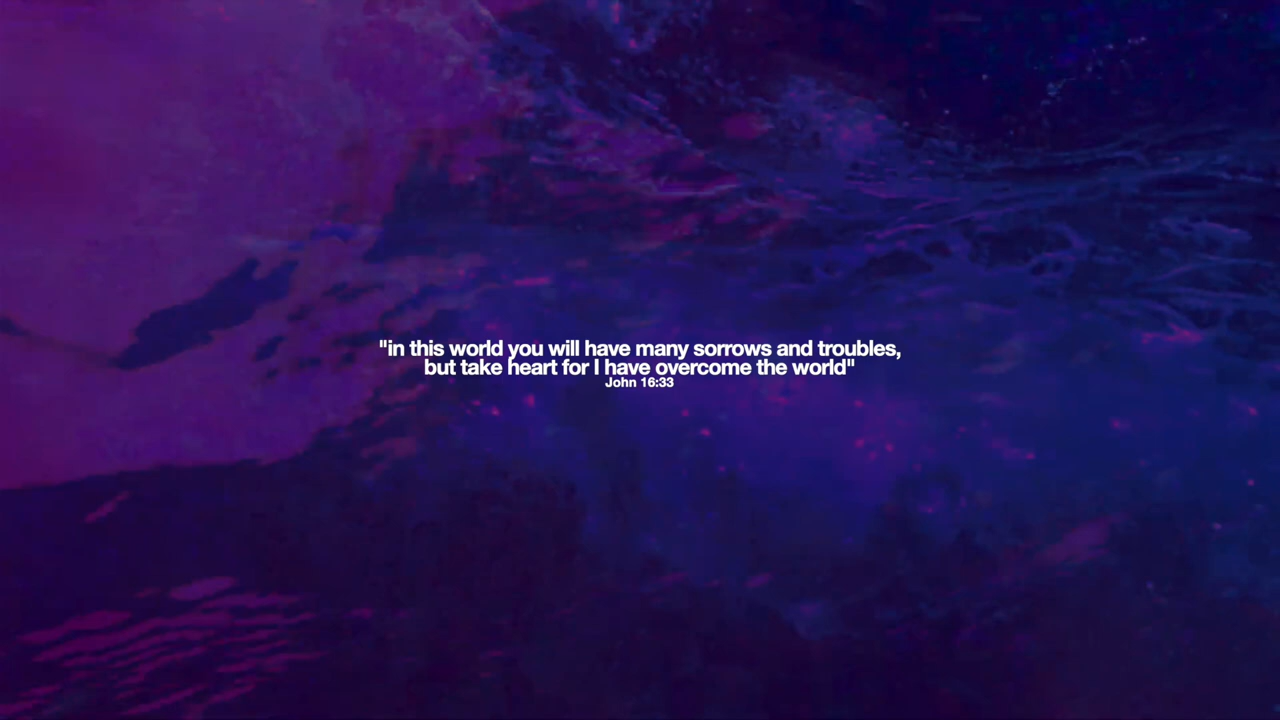 "in this world you will have many sorrows and troubles,
but take heart for I have overcome the world"
John 16:33